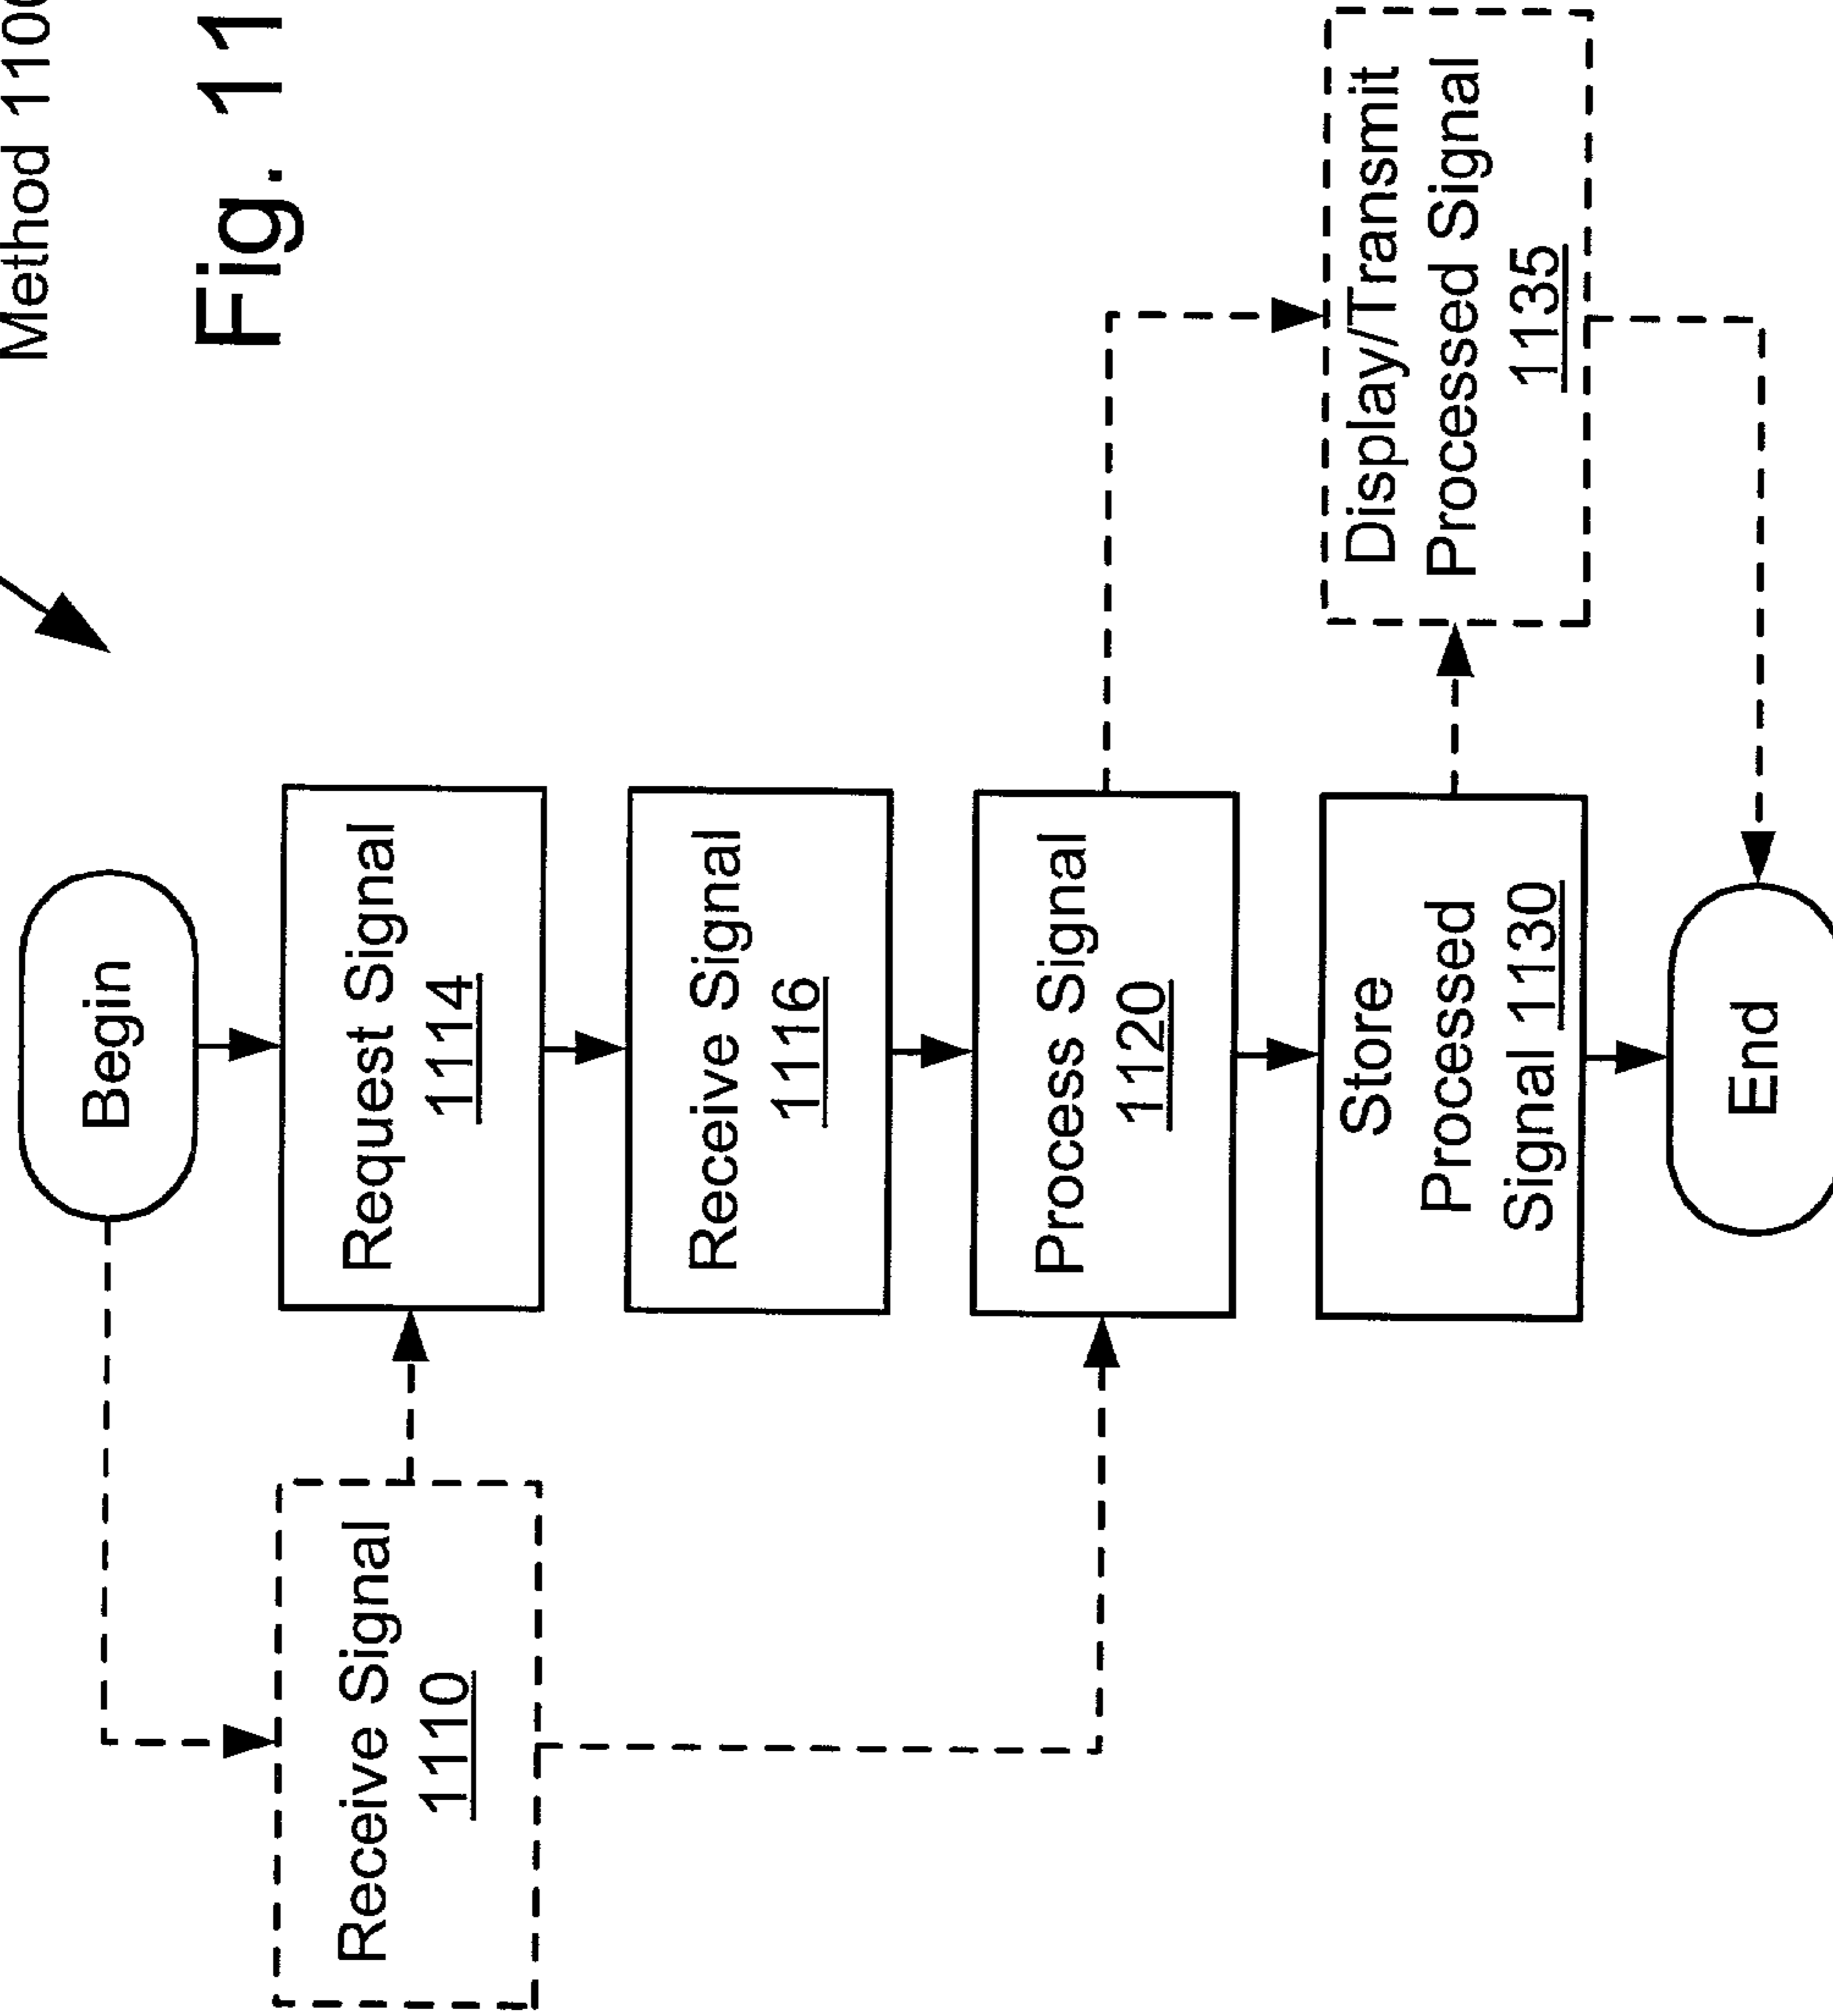 Method 1100
Fig. 11
Begin
Receive Signal
1110
Request Signal
1114
Receive Signal
1116
Process Signal
1120
Store
Processed
Signal 1130
Display/Transmit
Processed Signal
1135
End